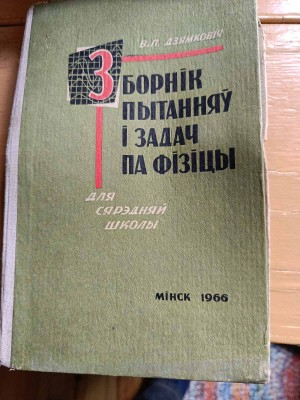 В.П. ДЗЯМКОВІЧ
ЗБОРНІК
ПЫТАННЯЎ
І ЗАДАЧ
ПА ФІЗІЦЫ
ДЛЯ
СЯРЭДНЯЙ
ШКОЛЫ
МІНСК 1966